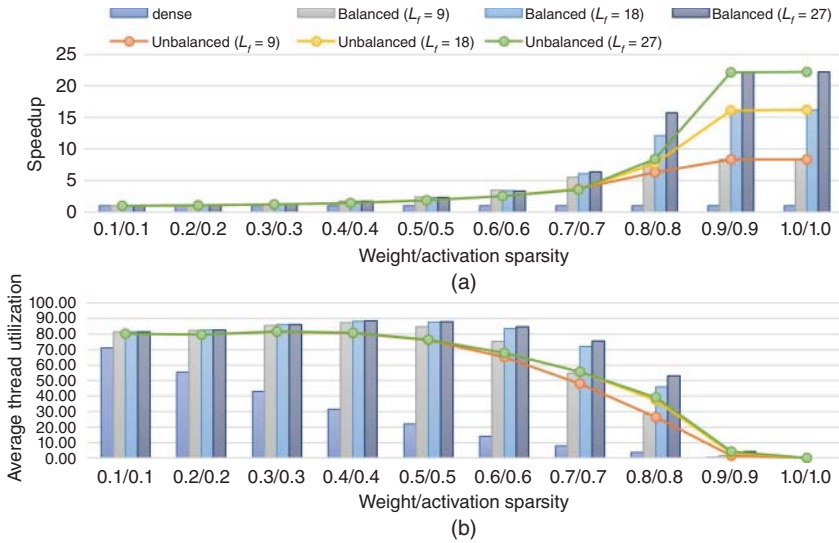 dense Balanced (Lf = 9) Balanced (Lf = 18) Balanced (Lf = 27)
Unbalanced (Lf = 9) Unbalanced (Lf = 18) Unbalanced (Lf = 27)
25
20
15
10
5
0
Speedup
0.1/0.1 0.2/0.2 0.3/0.3 0.4/0.4 0.5/0.5 0.6/0.6 0.7/0.7 0.8/0.8 0.9/0.9 1.0/1.0
Weight/activation sparsity
(a)
100.00
90.00
80.00
70.00
60.00
50.00
40.00
30.00
20.00
10.00
0.00
Average thread utilization
0.1/0.1 0.2/0.2 0.3/0.3 0.4/0.4 0.5/0.5 0.6/0.6 0.7/0.7 0.8/0.8 0.9/0.9 1.0/1.0
Weight/activation sparsity
(b)